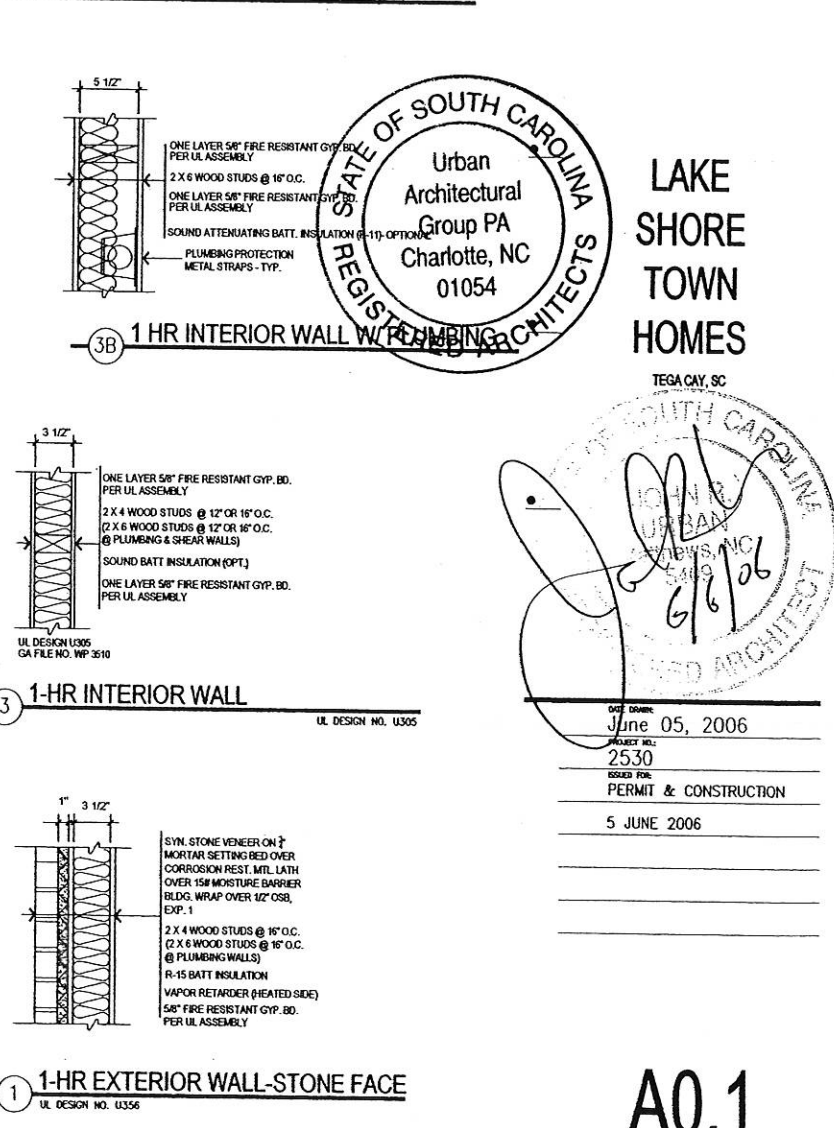 5 1/2"
ONE LAYER 5/8" FIRE RESISTANT GYP. BD.
PER UL ASSEMBLY
2 X 6 WOOD STUDS @ 16" O.C.
ONE LAYER 5/8" FIRE RESISTANT GYP. BD.
PER UL ASSEMBLY
SOUND ATTENUATING BATT. INSULATION (R-11)- OPTIONAL
PLUMBING PROTECTION
METAL STRAPS - TYP.
3B 1 HR INTERIOR WALL W/ PLUMBING
STATE OF SOUTH CAROLINA
REGISTERED ARCHITECTS
Urban
Architectural
Group PA
Charlotte, NC
01054
LAKE
SHORE
TOWN
HOMES
TEGA CAY, SC
3 1/2"
ONE LAYER 5/8" FIRE RESISTANT GYP. BD.
PER UL ASSEMBLY
2 X 4 WOOD STUDS @ 12" OR 16" O.C.
(2 X 6 WOOD STUDS @ 12" OR 16" O.C.
@ PLUMBING & SHEAR WALLS)
SOUND BATT INSULATION (OPT.)
ONE LAYER 5/8" FIRE RESISTANT GYP. BD.
PER UL ASSEMBLY
UL DESIGN U305
GA FILE NO. WP 3510
3 1-HR INTERIOR WALL
UL DESIGN NO. U305
OF SOUTH CAROLINA
ARCHITECT
JOHN R.
URBAN
NC
5469
6/6/06
DATE DRAWN:
June 05, 2006
PROJECT NO.:
2530
ISSUED FOR:
PERMIT & CONSTRUCTION
5 JUNE 2006
1" 3 1/2"
SYN. STONE VENEER ON
MORTAR SETTING BED OVER
CORROSION REST. MTL. LATH
OVER 15# MOISTURE BARRIER
BLDG. WRAP OVER 1/2" OSB,
EXP. 1
2 X 4 WOOD STUDS @ 16" O.C.
(2 X 6 WOOD STUDS @ 16" O.C.
@ PLUMBING WALLS)
R-15 BATT INSULATION
VAPOR RETARDER (HEATED SIDE)
5/8" FIRE RESISTANT GYP. BD.
PER UL ASSEMBLY
1 1-HR EXTERIOR WALL-STONE FACE
UL DESIGN NO. U356
A0.1